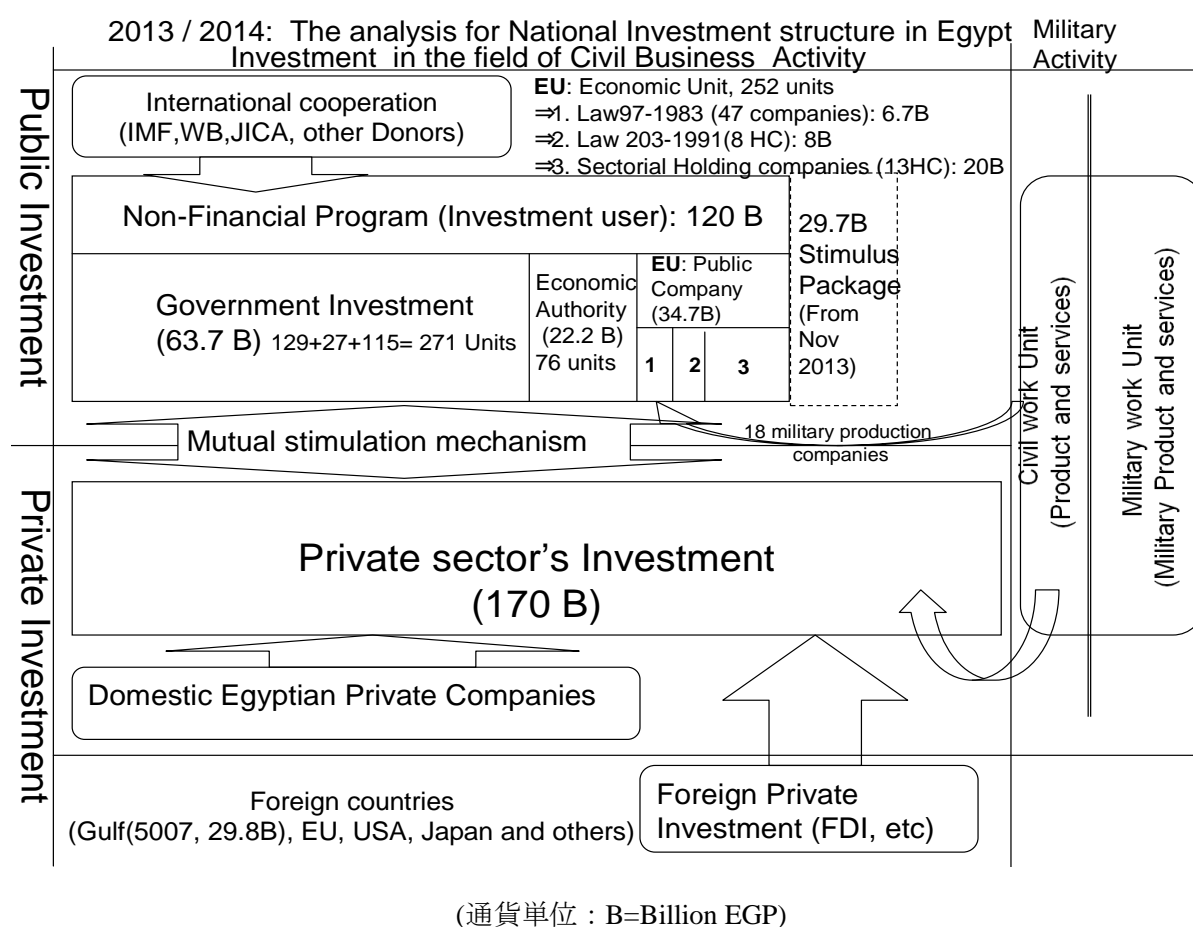 2013 / 2014: The analysis for National Investment structure in Egypt
Investment in the field of Civil Business Activity
Military
Activity
Public Investment
International cooperation
(IMF,WB,JICA, other Donors)
EU: Economic Unit, 252 units
⇒1. Law97-1983 (47 companies): 6.7B
⇒2. Law 203-1991(8 HC): 8B
⇒3. Sectorial Holding companies (13HC): 20B
Non-Financial Program (Investment user): 120 B
29.7B
Stimulus
Package
(From
Nov
2013)
Government Investment
(63.7 B) 129+27+115= 271 Units
Economic
Authority
(22.2 B)
76 units
EU: Public
Company
(34.7B)
1 2 3
Mutual stimulation mechanism
18 military production
companies
Civil work Unit
(Product and services)
Military work Unit
(Military Product and services)
Private Investment
Private sector's Investment
(170 B)
Domestic Egyptian Private Companies
Foreign countries
(Gulf(5007, 29.8B), EU, USA, Japan and others)
Foreign Private
Investment (FDI, etc)
(通貨単位：B=Billion EGP)